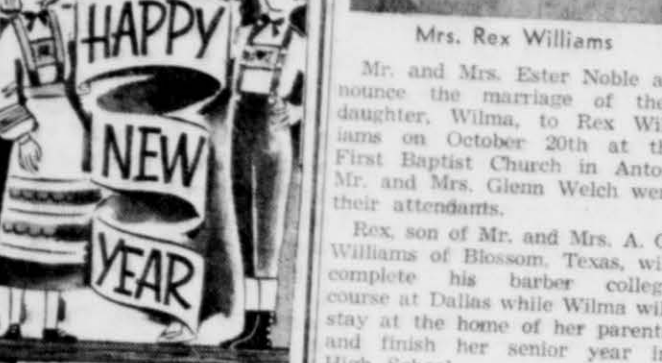 HAPPY
NEW
YEAR
Mrs. Rex Williams
Mr. and Mrs. Ester Noble a
nounce the marriage of the
daughter, Wilma, to Rex Wi
iams on October 20th at th
First Baptist Church in Anto
Mr. and Mrs. Glenn Welch wer
their attendants.
Rex, son of Mr. and Mrs. A. C
Williams of Blossom, Texas, wi
complete his barber colleg
course at Dallas while Wilma wil
stay at the home of her parent
and finish her senior year i
High School